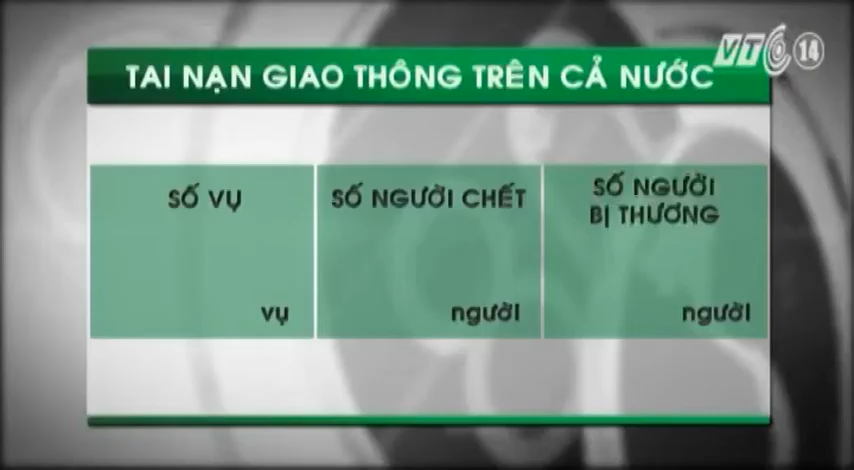 VTC 14
TAI NẠN GIAO THÔNG TRÊN CẢ NƯỚC
SỐ VỤ
SỐ NGƯỜI CHẾT
SỐ NGƯỜI
BỊ THƯƠNG
vụ
người
người